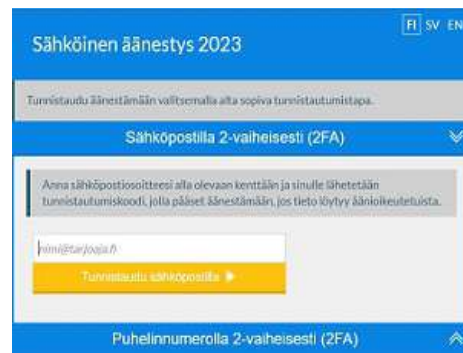 FI SV EN
Sähköinen äänestys 2023
Tunnistaudu äänestämään valitsemalla alta sopiva tunnistautumistapa.
Sähköpostilla 2-vaiheisesti (2FA)
Anna sähköpostiosoitteesi alla olevaan kenttään ja sinulle lähetetään
tunnistautumiskoodi, jolla pääset äänestämään, jos tieto löytyy äänioikeutetuista.
nimi@tarjoaja.fi
Tunnistaudu sähköpostilla
Puhelinnumerolla 2-vaiheisesti (2FA)